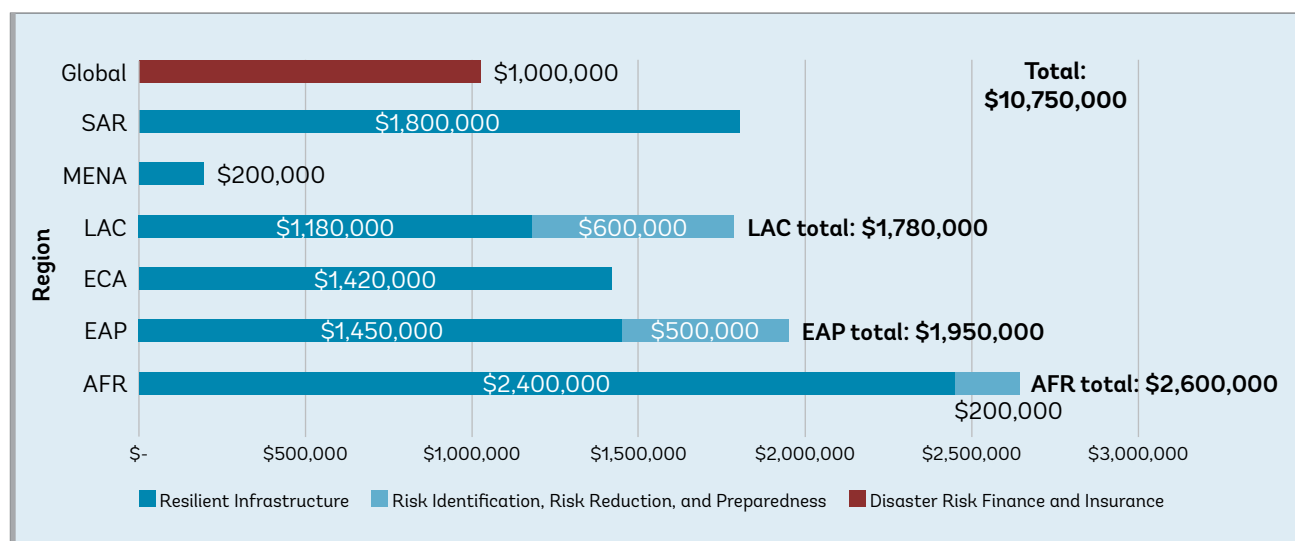 Total:
$10,750,000
Global $1,000,000
SAR $1,800,000
MENA $200,000
LAC $1,180,000 $600,000 LAC total: $1,780,000
ECA $1,420,000
EAP $1,450,000 $500,000 EAP total: $1,950,000
AFR $2,400,000 AFR total: $2,600,000
$200,000
Region
$- $500,000 $1,000,000 $1,500,000 $2,000,000 $2,500,000 $3,000,000
Resilient Infrastructure Risk Identification, Risk Reduction, and Preparedness Disaster Risk Finance and Insurance